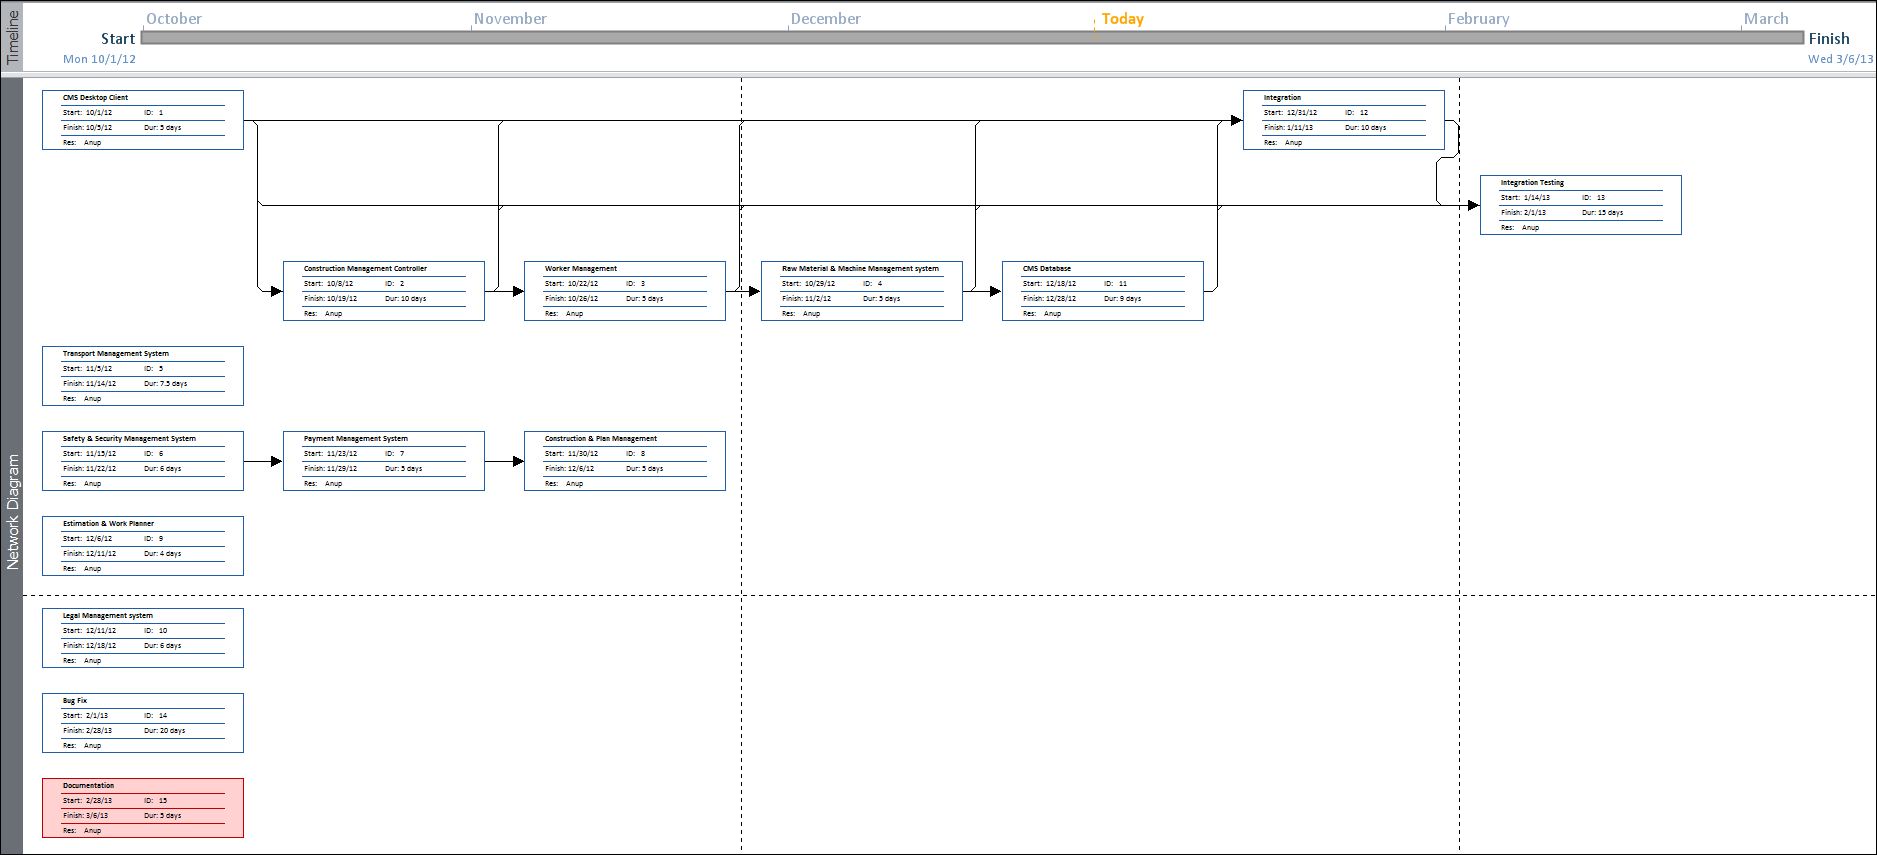 Timeline
October November December Today February March
Start Finish
Mon 10/1/12 Wed 3/6/13
Network Diagram
CMS Desktop Client
Start: 10/1/12 ID: 1
Finish: 10/5/12 Dur: 5 days
Res: Anup
Integration
Start: 12/31/12 ID: 12
Finish: 1/11/13 Dur: 10 days
Res: Anup
Integration Testing
Start: 1/14/13 ID: 13
Finish: 2/1/13 Dur: 15 days
Res: Anup
Construction Management Controller
Start: 10/8/12 ID: 2
Finish: 10/19/12 Dur: 10 days
Res: Anup
Worker Management
Start: 10/22/12 ID: 3
Finish: 10/26/12 Dur: 5 days
Res: Anup
Raw Material & Machine Management system
Start: 10/29/12 ID: 4
Finish: 11/2/12 Dur: 5 days
Res: Anup
CMS Database
Start: 12/18/12 ID: 11
Finish: 12/28/12 Dur: 9 days
Res: Anup
Transport Management System
Start: 11/5/12 ID: 5
Finish: 11/14/12 Dur: 7.5 days
Res: Anup
Safety & Security Management System
Start: 11/15/12 ID: 6
Finish: 11/22/12 Dur: 6 days
Res: Anup
Payment Management System
Start: 11/23/12 ID: 7
Finish: 11/29/12 Dur: 5 days
Res: Anup
Construction & Plan Management
Start: 11/30/12 ID: 8
Finish: 12/6/12 Dur: 5 days
Res: Anup
Estimation & Work Planner
Start: 12/6/12 ID: 9
Finish: 12/11/12 Dur: 4 days
Res: Anup
Legal Management system
Start: 12/11/12 ID: 10
Finish: 12/18/12 Dur: 6 days
Res: Anup
Bug Fix
Start: 2/1/13 ID: 14
Finish: 2/28/13 Dur: 20 days
Res: Anup
Documentation
Start: 2/28/13 ID: 15
Finish: 3/6/13 Dur: 5 days
Res: Anup